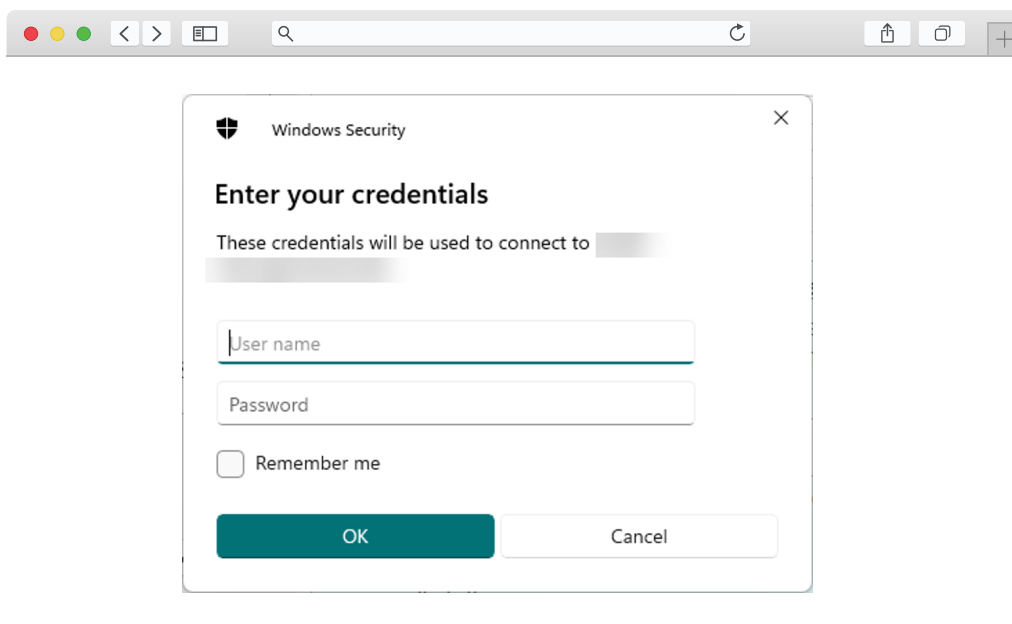 Windows Security
Enter your credentials
These credentials will be used to connect to
User name
Password
Remember me
OK
Cancel